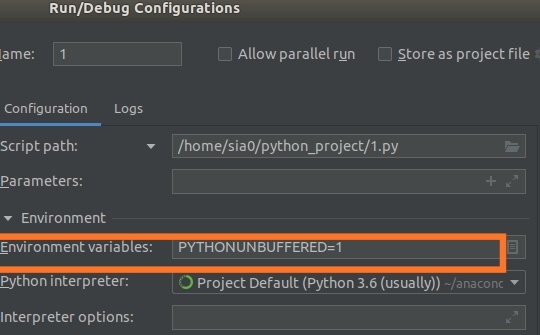 Run/Debug Configurations
ame: 1 Allow parallel run Store as project file
Configuration Logs
Script path: /home/sia0/python_project/1.py
Parameters:
Environment
Environment variables: PYTHONUNBUFFERED=1
Python interpreter: Project Default (Python 3.6 (usually)) ~/anacond
Interpreter options: